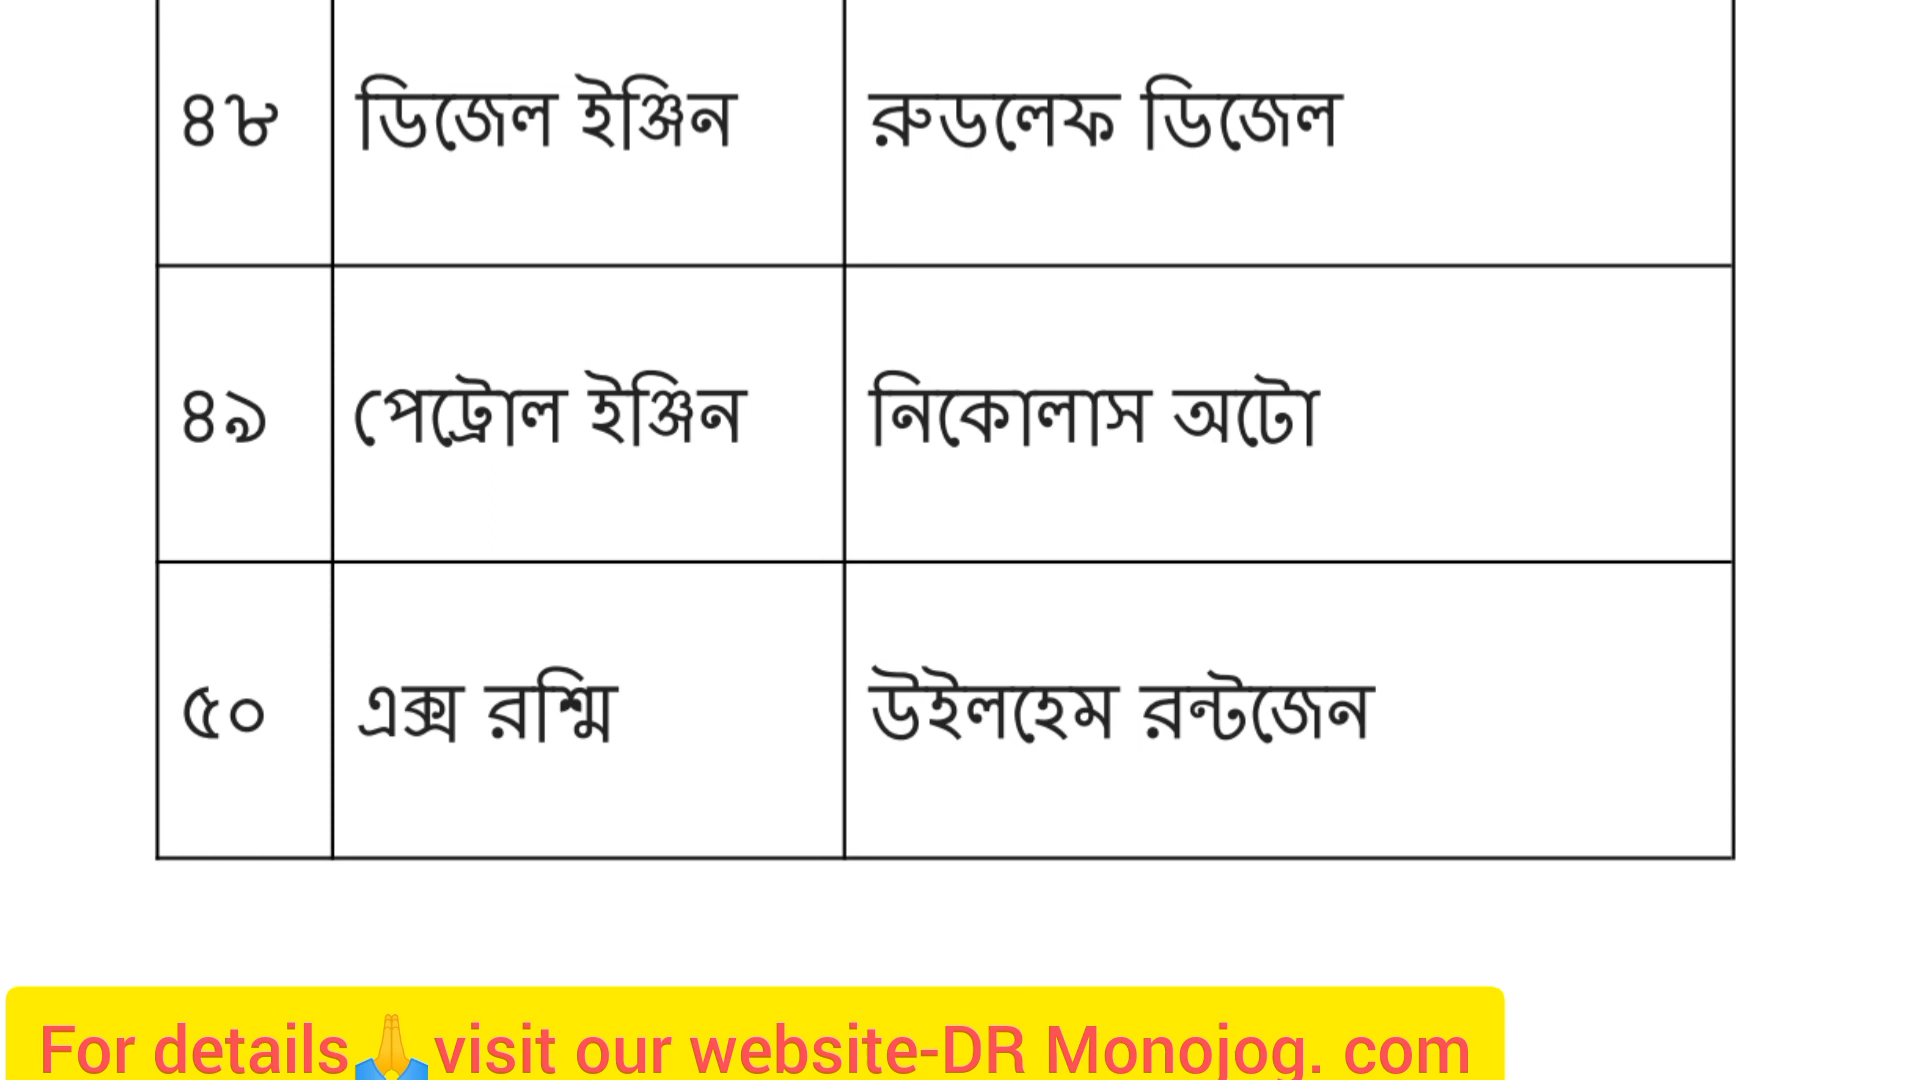 ৪৮ ডিজেল ইঞ্জিন রুডলেফ ডিজেল
৪৯ পেট্রোল ইঞ্জিন নিকোলাস অটো
৫০ এক্স রশ্মি উইলহেম রন্টজেন
For details🙏visit our website-DR Monojog. com